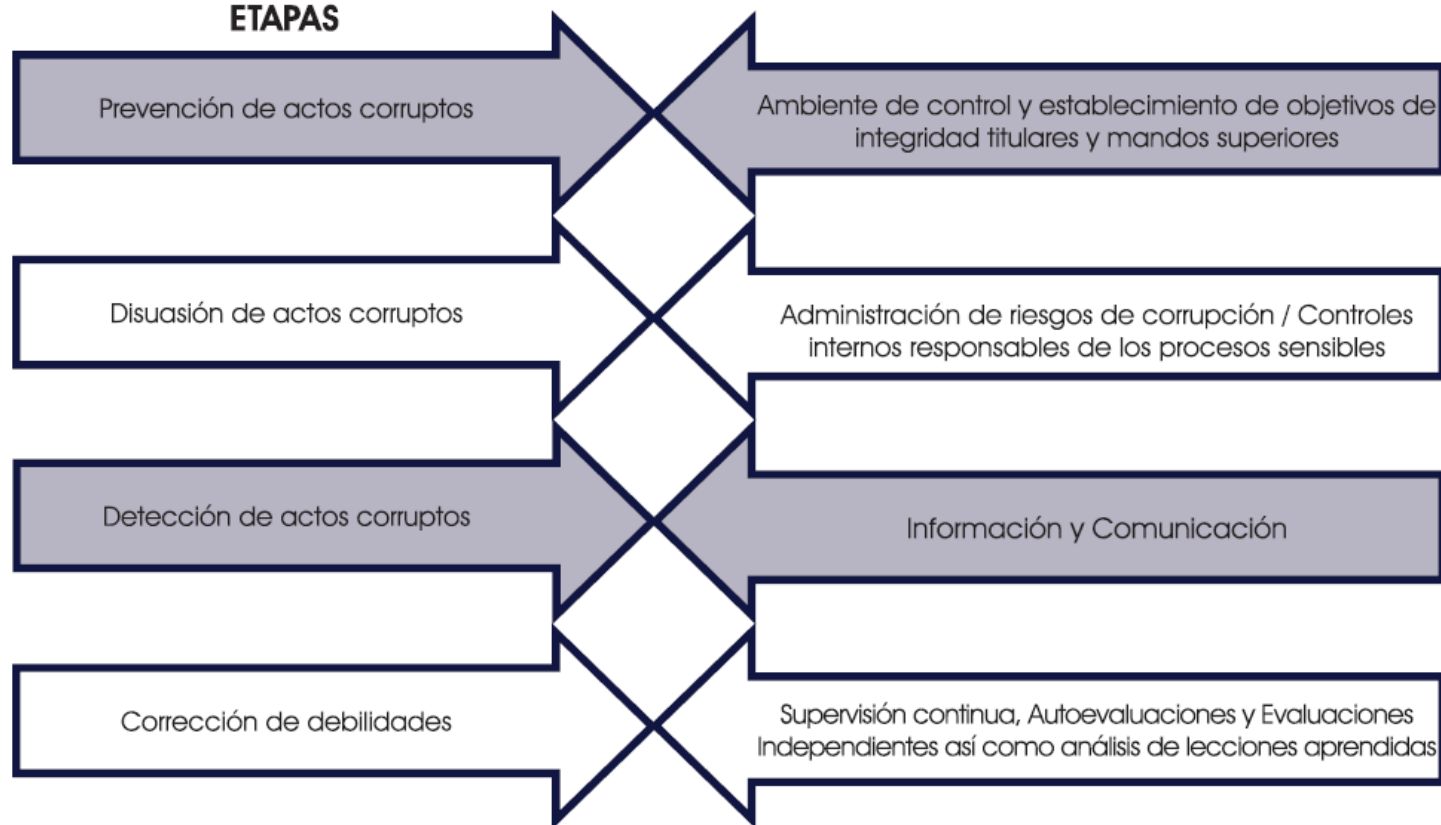 ETAPAS
Prevención de actos corruptos
Ambiente de control y establecimiento de objetivos de
integridad titulares y mandos superiores
Disuasión de actos corruptos
Administración de riesgos de corrupción / Controles
internos responsables de los procesos sensibles
Detección de actos corruptos
Información y Comunicación
Corrección de debilidades
Supervisión continua, Autoevaluaciones y Evaluaciones
Independientes así como análisis de lecciones aprendidas